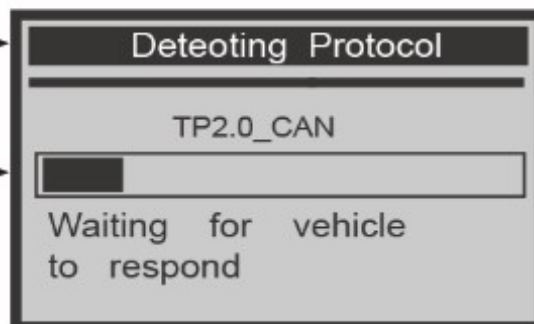 Deteoting Protocol
TP2.0_CAN
Waiting for vehicle
to respond